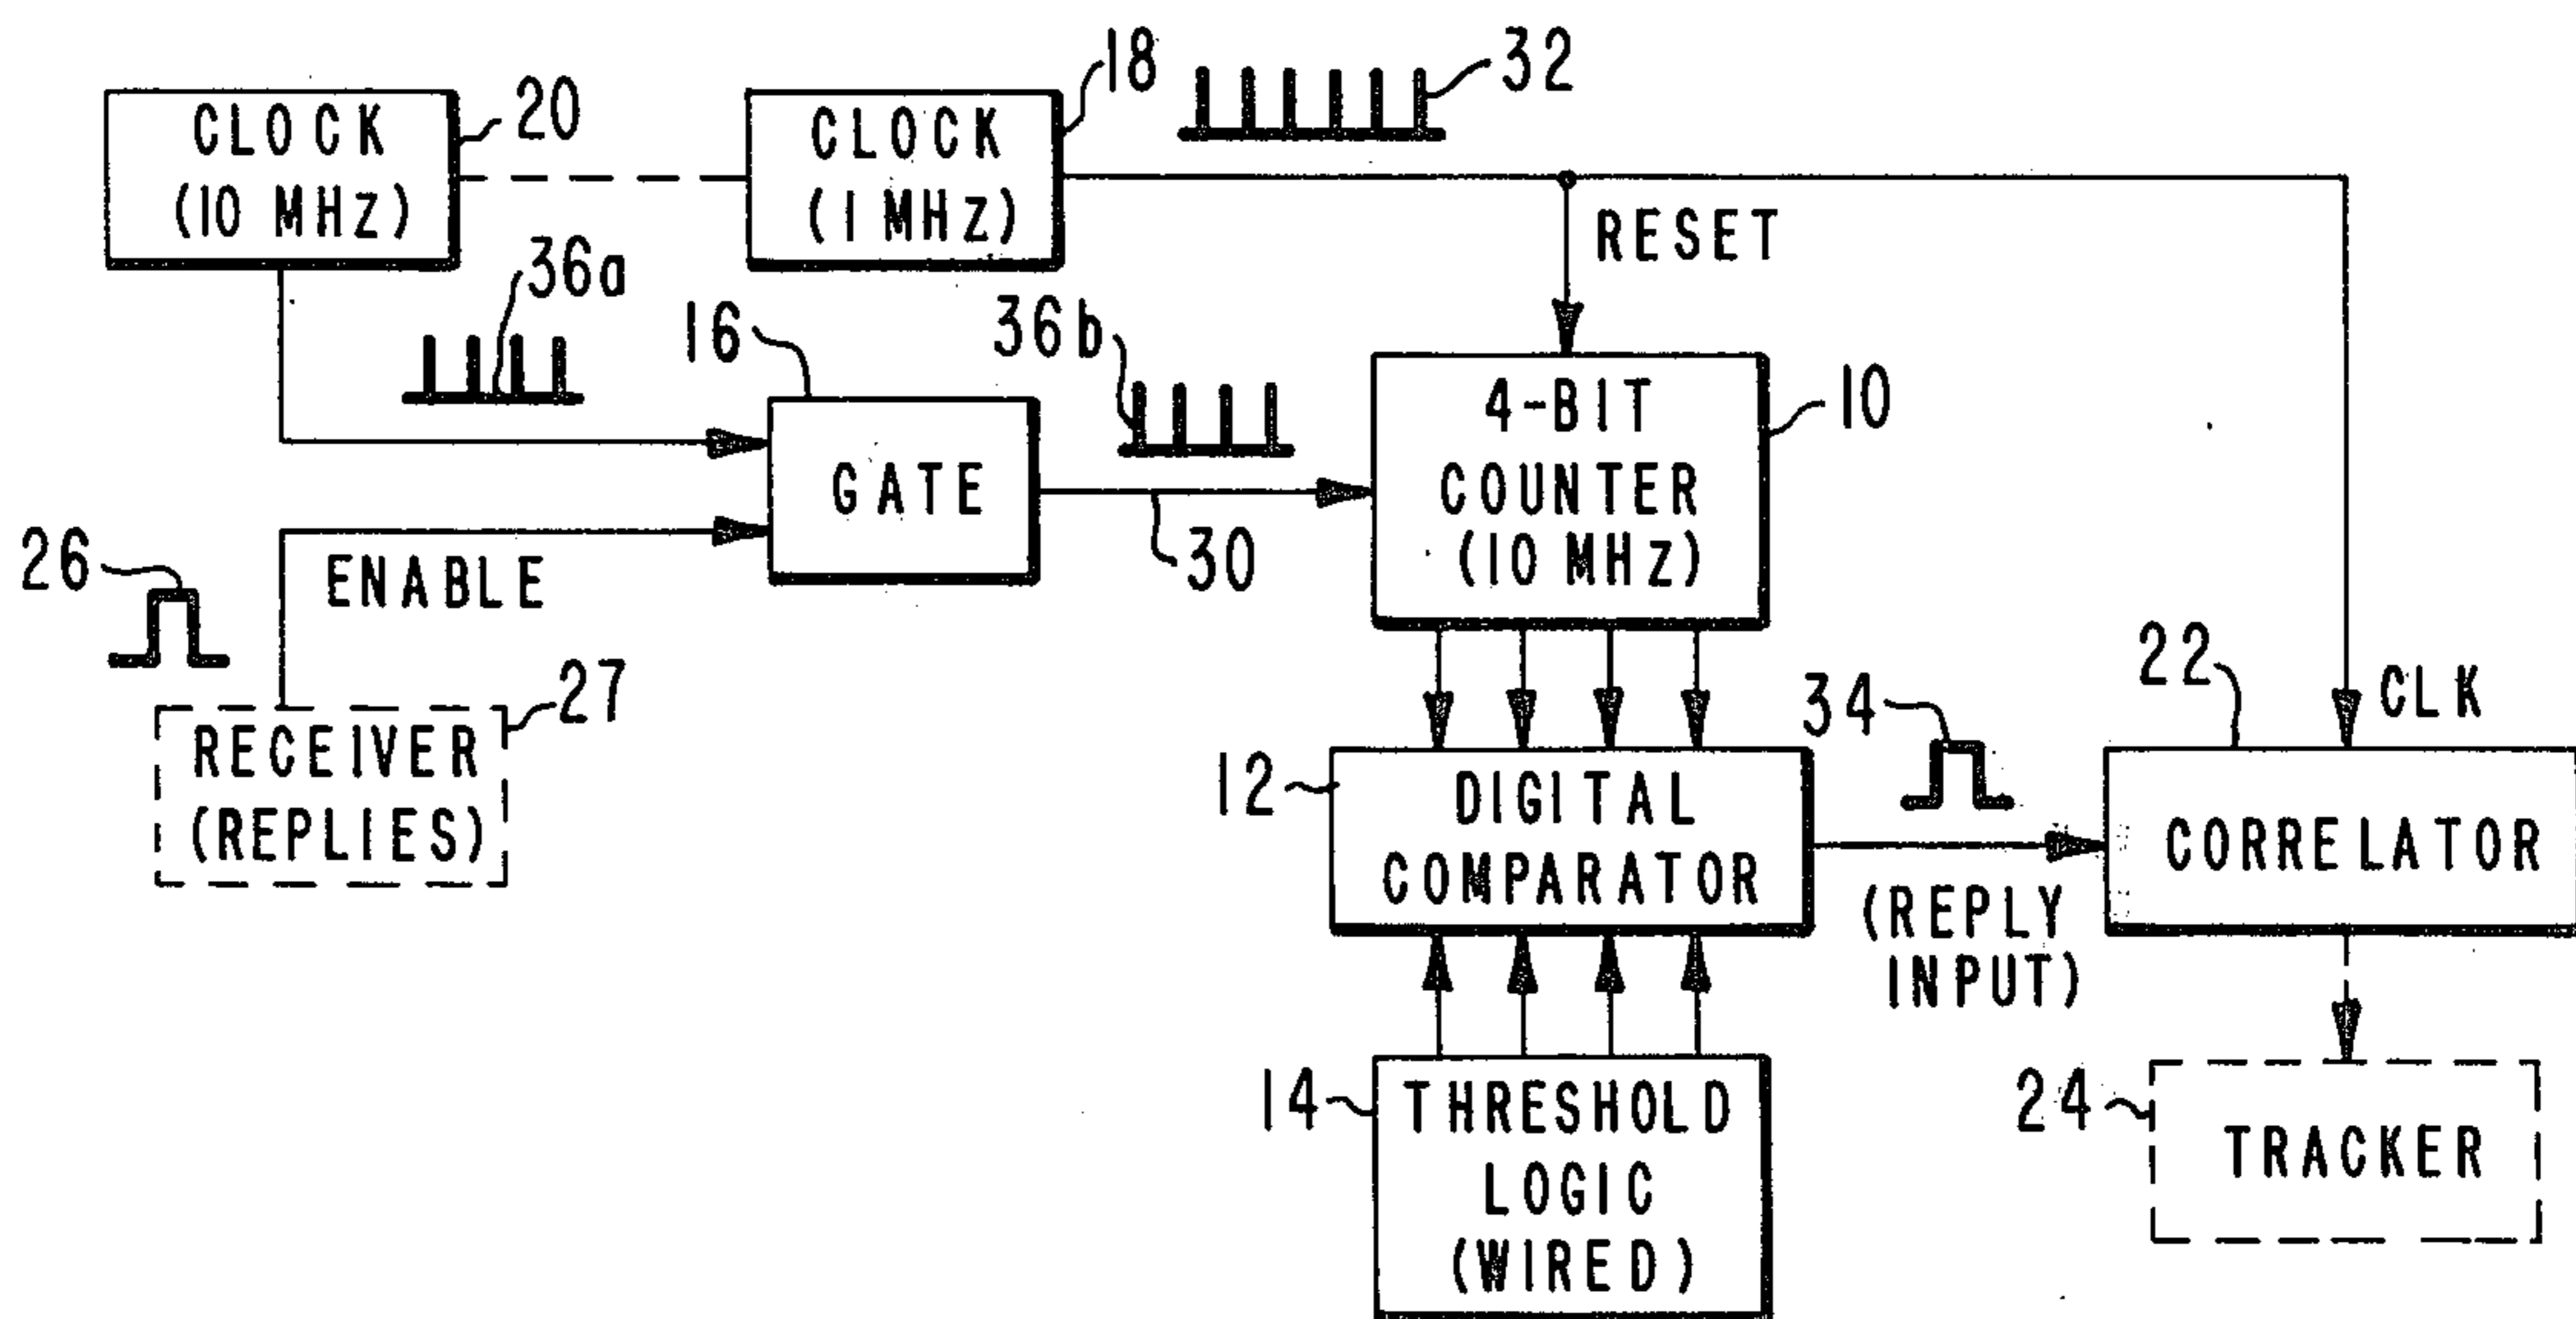 CLOCK
(10 MHz)
20
CLOCK
(1 MHz)
18
32
RESET
36a
16
GATE
36b
30
4-BIT
COUNTER
(10 MHz)
10
26
ENABLE
RECEIVER
(REPLIES)
27
12
DIGITAL
COMPARATOR
34
(REPLY
INPUT)
22
CLK
CORRELATOR
14
THRESHOLD
LOGIC
(WIRED)
24
TRACKER